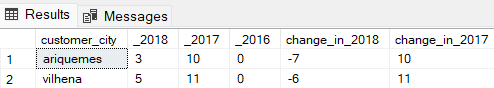 Results Messages
customer_city _2018 _2017 _2016 change_in_2018 change_in_2017
1 ariquemes 3 10 0 -7 10
2 vilhena 5 11 0 -6 11